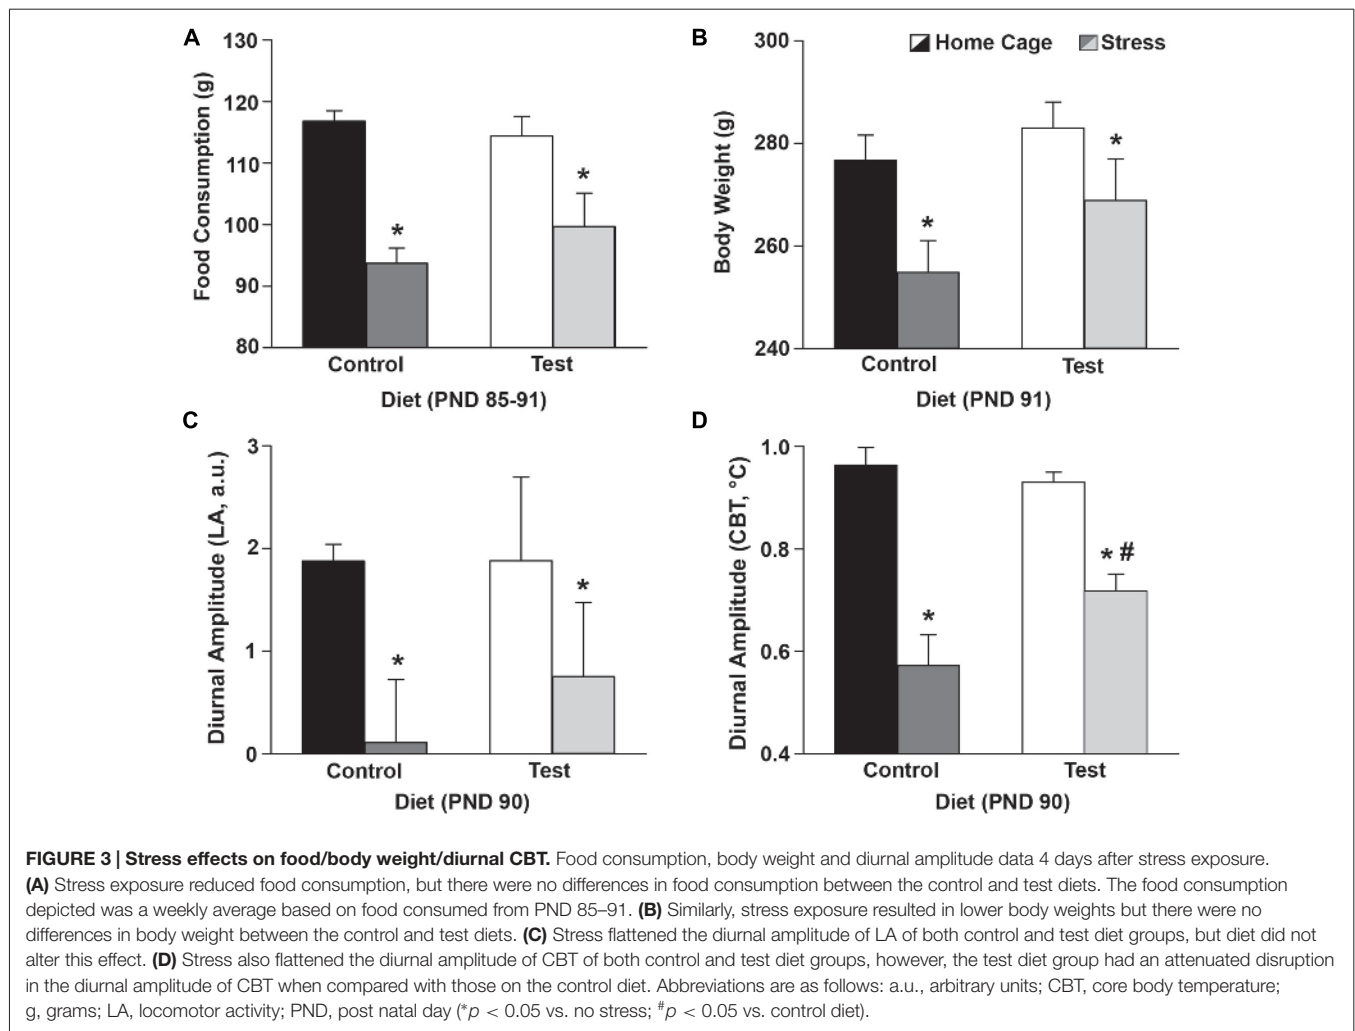 A
130
120
110
100
90
80
Food Consumption (g)
*
*
Control
Test
Diet (PND 85-91)
B
300
280
260
240
Body Weight (g)
Home Cage
Stress
*
*
Control
Test
Diet (PND 91)
C
3
2
1
0
Diurnal Amplitude (LA, a.u.)
*
*
Control
Test
Diet (PND 90)
D
1.0
0.8
0.6
0.4
Diurnal Amplitude (CBT, °C)
*
* #
Control
Test
Diet (PND 90)
FIGURE 3 | Stress effects on food/body weight/diurnal CBT. Food consumption, body weight and diurnal amplitude data 4 days after stress exposure.
(A) Stress exposure reduced food consumption, but there were no differences in food consumption between the control and test diets. The food consumption
depicted was a weekly average based on food consumed from PND 85–91. (B) Similarly, stress exposure resulted in lower body weights but there were no
differences in body weight between the control and test diets. (C) Stress flattened the diurnal amplitude of LA of both control and test diet groups, but diet did not
alter this effect. (D) Stress also flattened the diurnal amplitude of CBT of both control and test diet groups, however, the test diet group had an attenuated disruption
in the diurnal amplitude of CBT when compared with those on the control diet. Abbreviations are as follows: a.u., arbitrary units; CBT, core body temperature;
g, grams; LA, locomotor activity; PND, post natal day (*p < 0.05 vs. no stress; #p < 0.05 vs. control diet).